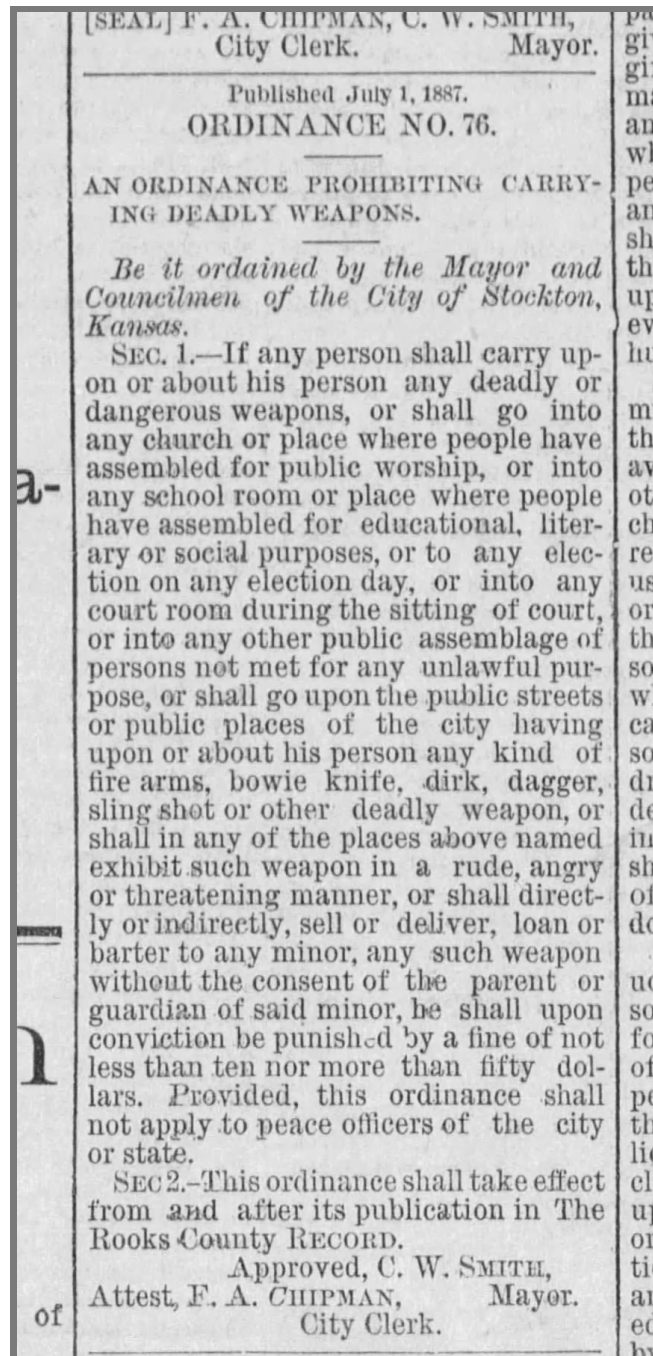 [SEAL] F. A. CHIPMAN, C. W. SMITH,
City Clerk. Mayor.
Published July 1, 1887.
ORDINANCE NO. 76.
AN ORDINANCE PROHIBITING CARRY-
ING DEADLY WEAPONS.
Be it ordained by the Mayor and
Councilmen of the City of Stockton,
Kansas.
SEC. 1.—If any person shall carry up-
on or about his person any deadly or
dangerous weapons, or shall go into
any church or place where people have
assembled for public worship, or into
any school room or place where people
have assembled for educational, liter-
ary or social purposes, or to any elec-
tion on any election day, or into any
court room during the sitting of court,
or into any other public assemblage of
persons not met for any unlawful pur-
pose, or shall go upon the public streets
or public places of the city having
upon or about his person any kind of
fire arms, bowie knife, dirk, dagger,
sling shot or other deadly weapon, or
shall in any of the places above named
exhibit such weapon in a rude, angry
or threatening manner, or shall direct-
ly or indirectly, sell or deliver, loan or
barter to any minor, any such weapon
without the consent of the parent or
guardian of said minor, be shall upon
conviction be punished by a fine of not
less than ten nor more than fifty dol-
lars. Provided, this ordinance shall
not apply to peace officers of the city
or state.
SEC 2.-This ordinance shall take effect
from and after its publication in The
Rooks County RECORD.
Approved, C. W. SMITH,
Attest, F. A. CHIPMAN, Mayor.
City Clerk.
of